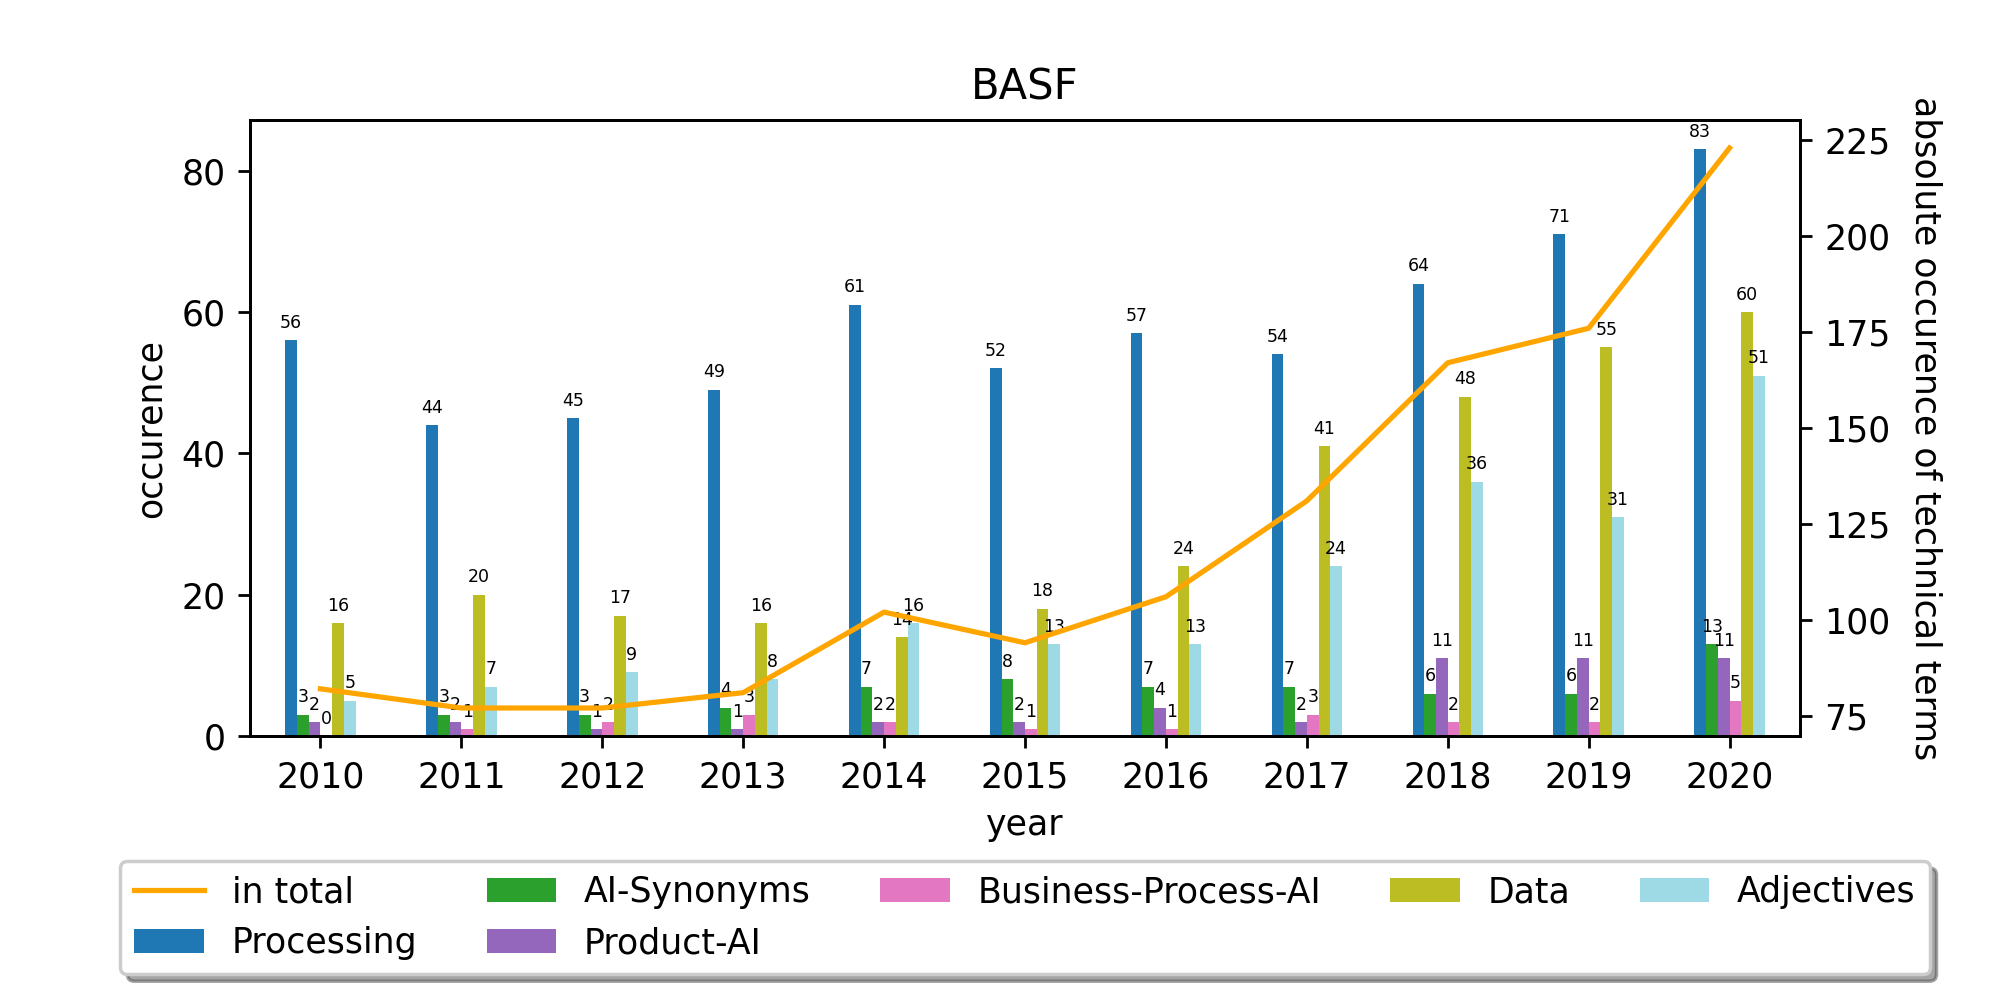 BASF
occurence
80
60
40
20
0
absolute occurence of technical terms
225
200
175
150
125
100
75
56 3 2 0 16 5
44 3 2 1 20 7
45 3 1 2 17 9
49 4 1 3 16 8
61 7 2 2 14 16
52 8 2 1 18 13
57 7 4 1 24 13
54 7 2 3 41 24
64 6 11 2 48 36
71 6 11 2 55 31
83 13 11 5 60 51
2010 2011 2012 2013 2014 2015 2016 2017 2018 2019 2020
year
in total AI-Synonyms Business-Process-AI Data Adjectives
Processing Product-AI